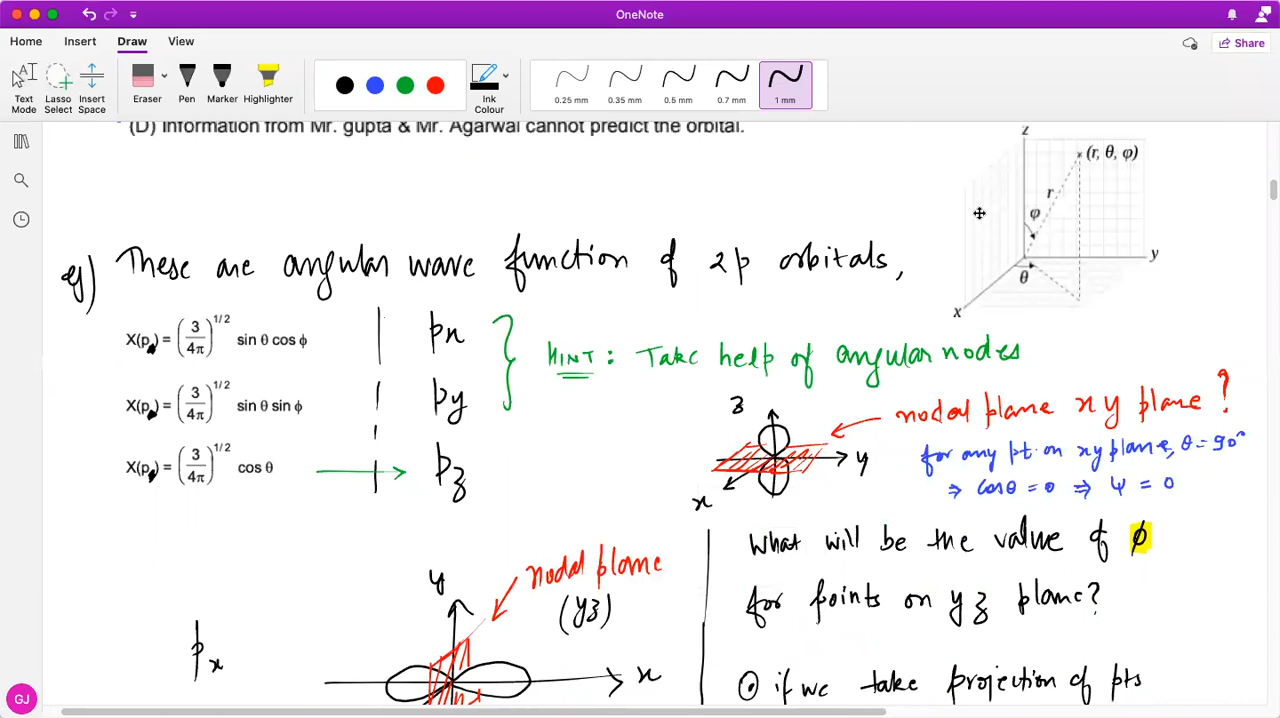 OneNote
Home Insert Draw View
Share
Text Mode
Lasso Select
Insert Space
Eraser
Pen
Marker
Highlighter
Ink Colour
0.25 mm
0.35 mm
0.5 mm
0.7 mm
1 mm
(D) Information from Mr. gupta & Mr. Agarwal cannot predict the orbital.
z
(r, θ, φ)
r
φ
y
θ
x
eg) These are angular wave function of 2p orbitals,
X(p) = (3/4π)^1/2 sin θ cos ϕ
px
HINT : Take help of angular nodes
X(p) = (3/4π)^1/2 sin θ sin ϕ
py
X(p) = (3/4π)^1/2 cos θ
pz
z
y
x
nodal plane xy plane ?
for any pt. on xy plane, θ = 90°
⇒ cosθ = 0 ⇒ Ψ = 0
What will be the value of ϕ
for points on yz plane?
⊙ if we take projection of pts
nodal plane
(yz)
y
px
x
GJ